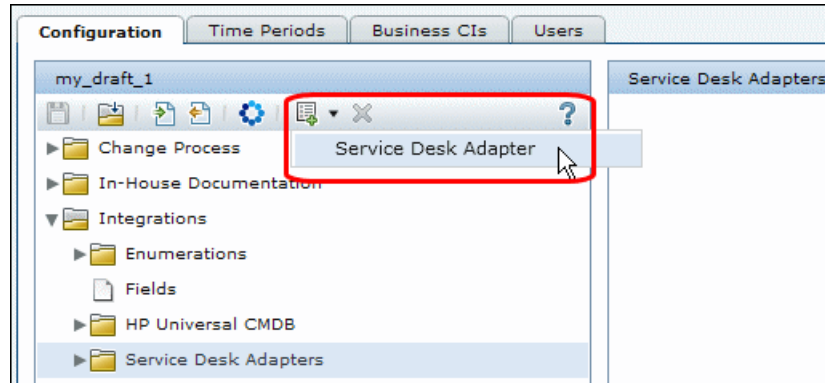 Configuration Time Periods Business CIs Users
my_draft_1 Service Desk Adapters
?
Change Process Service Desk Adapter
In-House Documentation
Integrations
Enumerations
Fields
HP Universal CMDB
Service Desk Adapters